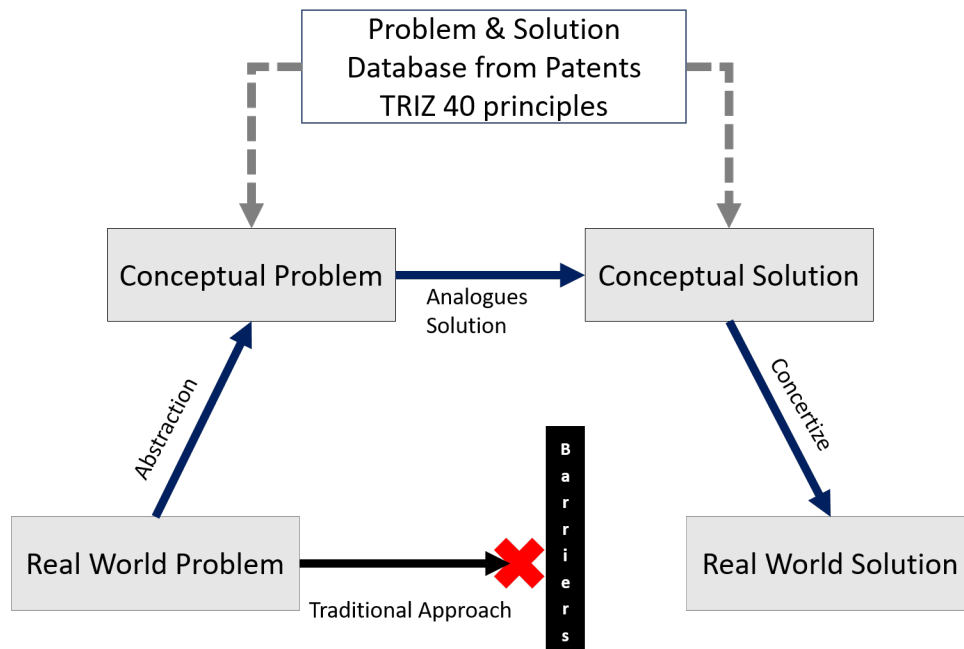 Problem & Solution
Database from Patents
TRIZ 40 principles
Conceptual Problem
Analogues
Solution
Conceptual Solution
Abstraction
Concertize
Barriers
Real World Problem
Traditional Approach
Real World Solution